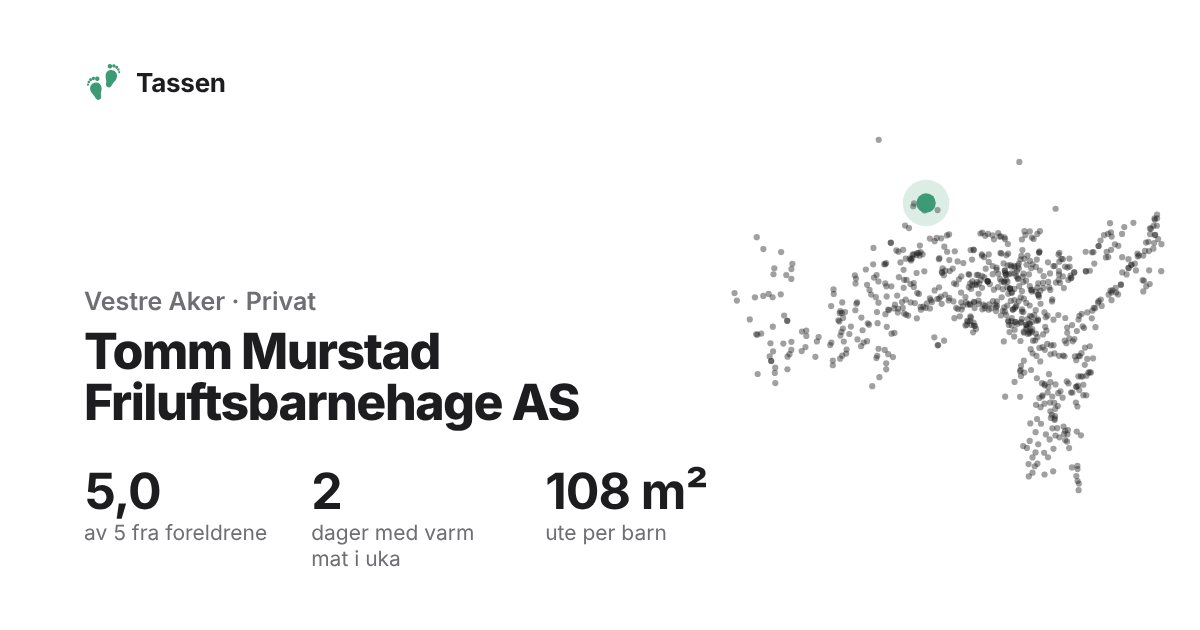 Tassen
Vestre Aker · Privat
Tomm Murstad
Friluftsbarnehage AS
5,0
av 5 fra foreldrene
2
dager med varm
mat i uka
108 m²
ute per barn